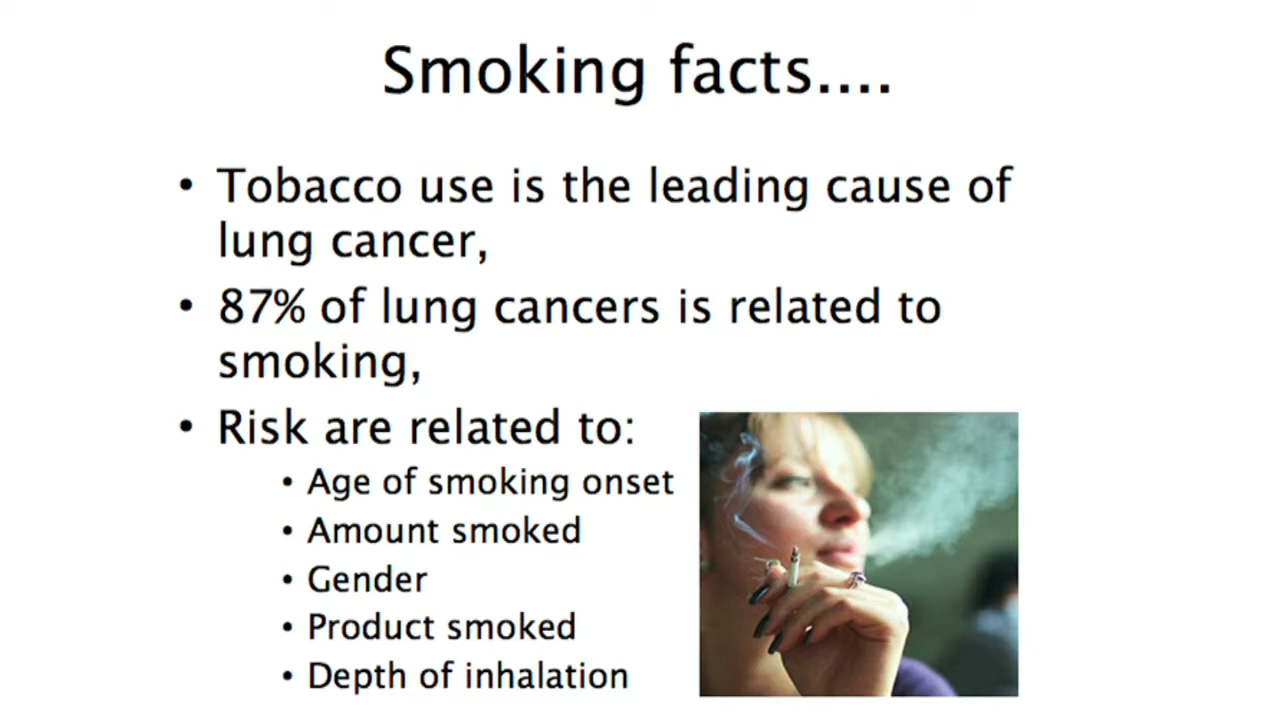 Smoking facts....
• Tobacco use is the leading cause of
lung cancer,
• 87% of lung cancers is related to
smoking,
• Risk are related to:
• Age of smoking onset
• Amount smoked
• Gender
• Product smoked
• Depth of inhalation